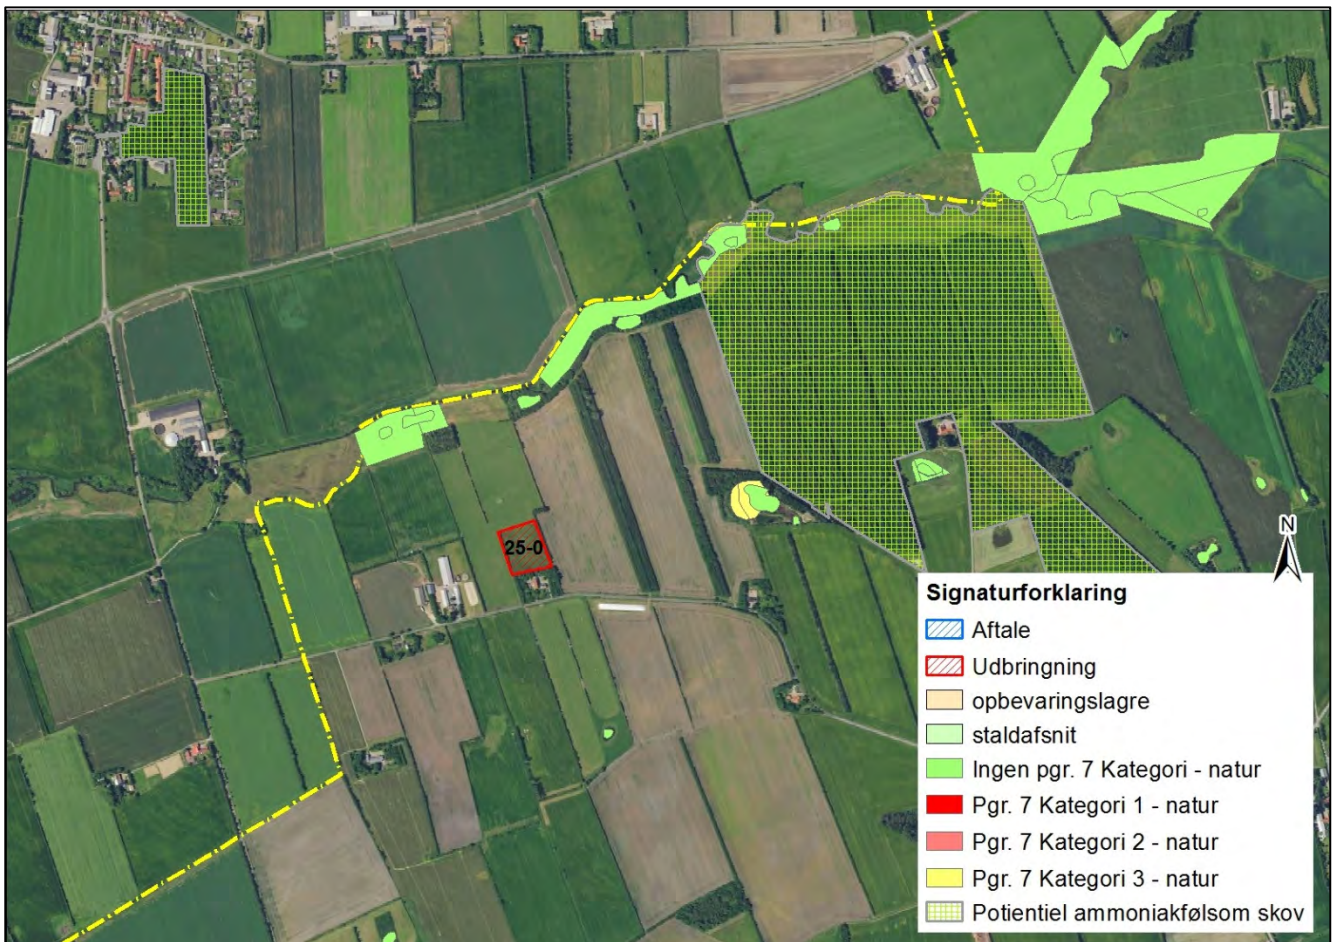 25-0
N
Signaturforklaring
Aftale
Udbringning
opbevaringslagre
staldafsnit
Ingen pgr. 7 Kategori - natur
Pgr. 7 Kategori 1 - natur
Pgr. 7 Kategori 2 - natur
Pgr. 7 Kategori 3 - natur
Potientiel ammoniakfølsom skov